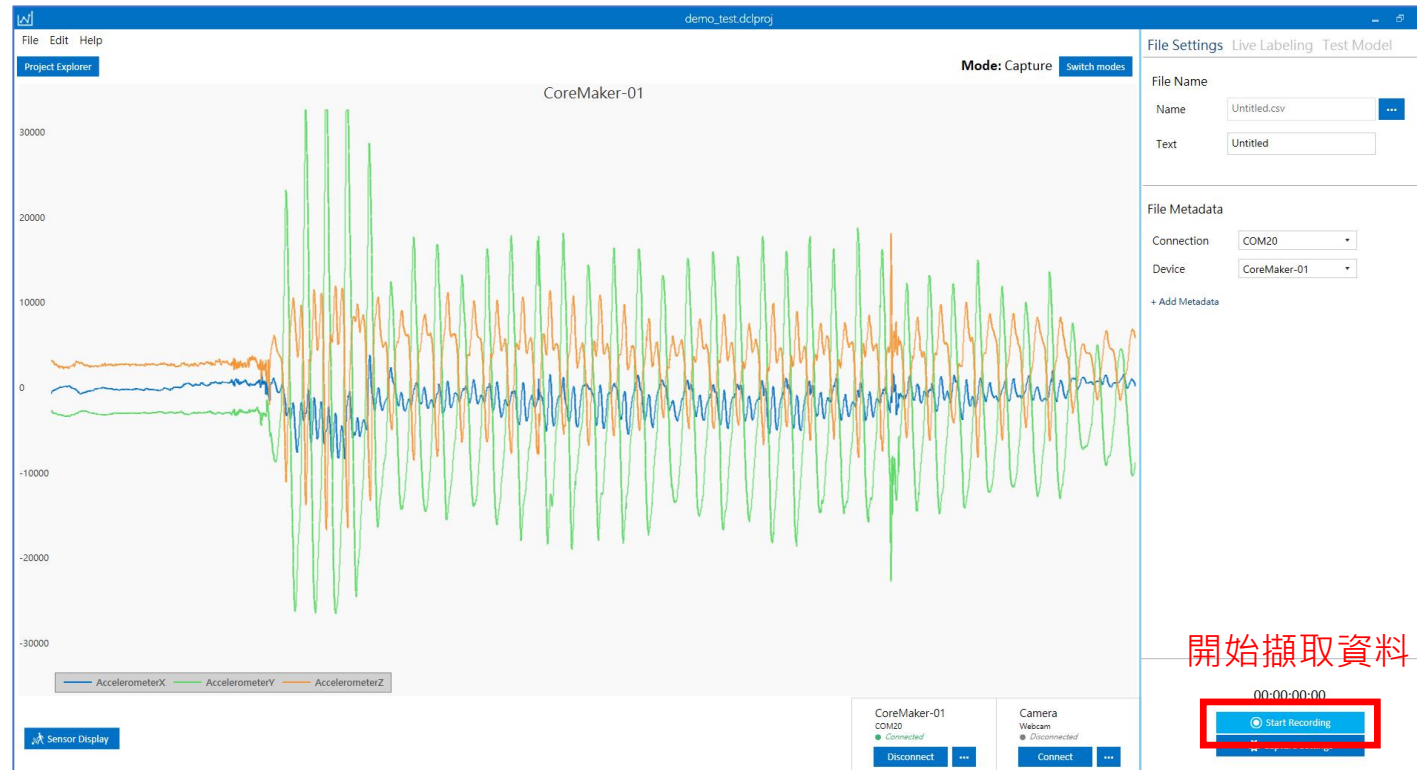 demo_test.dclproj
File Edit Help
Project Explorer
Mode: Capture Switch modes
CoreMaker-01
30000
20000
10000
0
-10000
-20000
-30000
AccelerometerX AccelerometerY AccelerometerZ
Sensor Display
CoreMaker-01
COM20
Connected
Disconnect ...
Camera
Webcam
Disconnected
Connect ...
File Settings Live Labeling Test Model
File Name
Name Untitled.csv ...
Text Untitled
File Metadata
Connection COM20
Device CoreMaker-01
+ Add Metadata
開始擷取資料
00:00:00:00
Start Recording